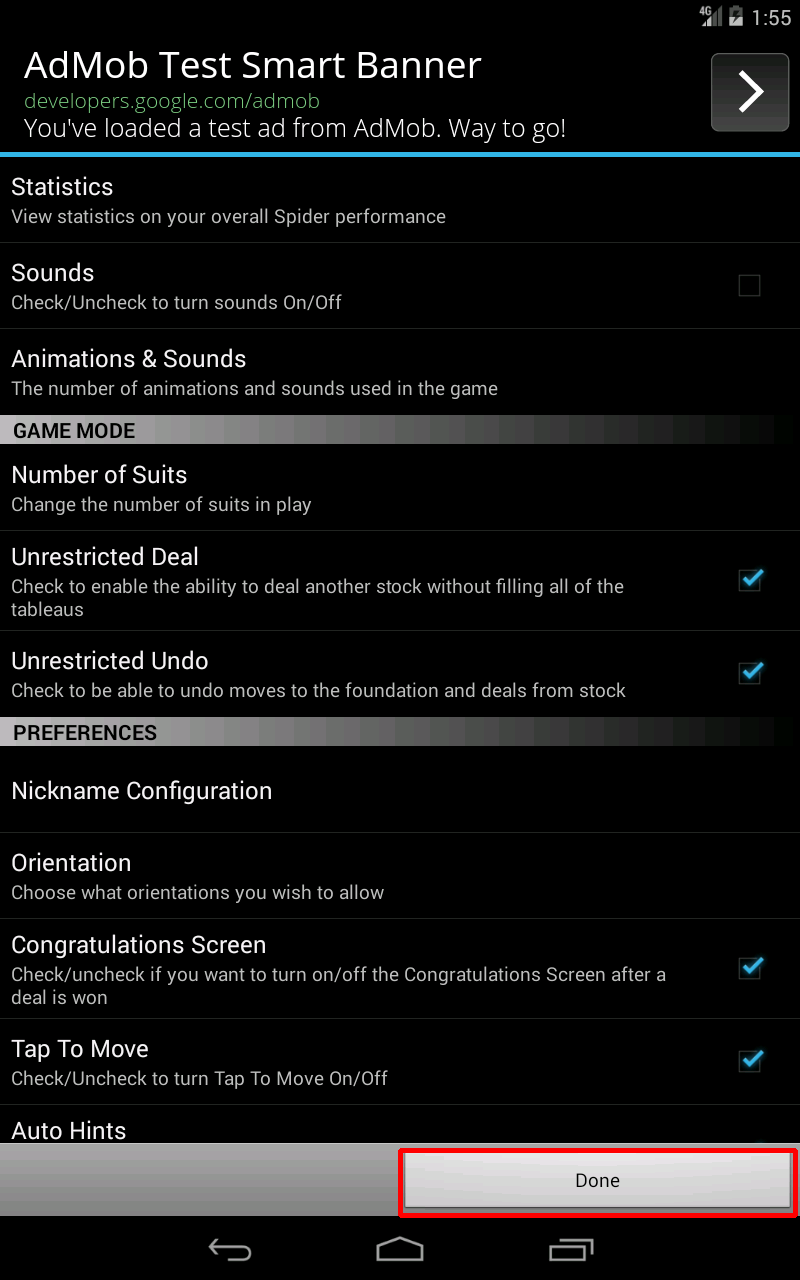 4G 1:55
AdMob Test Smart Banner
developers.google.com/admob
You've loaded a test ad from AdMob. Way to go!
Statistics
View statistics on your overall Spider performance
Sounds
Check/Uncheck to turn sounds On/Off
Animations & Sounds
The number of animations and sounds used in the game
GAME MODE
Number of Suits
Change the number of suits in play
Unrestricted Deal
Check to enable the ability to deal another stock without filling all of the
tableaus
Unrestricted Undo
Check to be able to undo moves to the foundation and deals from stock
PREFERENCES
Nickname Configuration
Orientation
Choose what orientations you wish to allow
Congratulations Screen
Check/uncheck if you want to turn on/off the Congratulations Screen after a
deal is won
Tap To Move
Check/Uncheck to turn Tap To Move On/Off
Auto Hints
Done